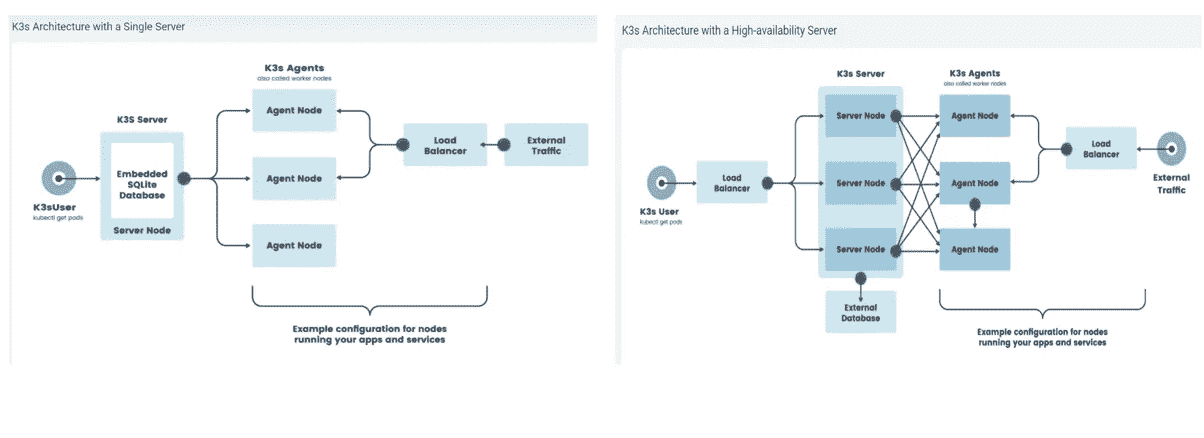 K3s Architecture with a Single Server
K3s Agents
also called worker nodes
K3S Server
Agent Node
Load
Balancer
External
Traffic
Embedded
SQLite
Database
Agent Node
K3sUser
kubectl get pods
Server Node
Agent Node
Example configuration for nodes
running your apps and services
K3s Architecture with a High-availability Server
K3s Server
K3s Agents
also called worker nodes
Server Node
Agent Node
Load
Balancer
External
Traffic
Load
Balancer
Server Node
Agent Node
K3s User
kubectl get pods
Server Node
Agent Node
External
Database
Example configuration for nodes
running your apps and services